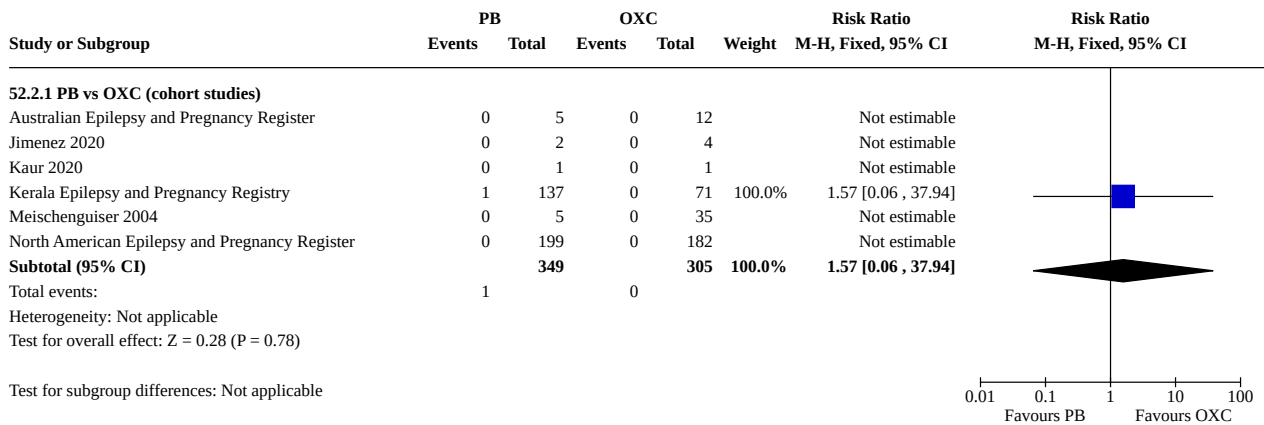 PB OXC Risk Ratio Risk Ratio
Study or Subgroup Events Total Events Total Weight M-H, Fixed, 95% CI M-H, Fixed, 95% CI
52.2.1 PB vs OXC (cohort studies)
Australian Epilepsy and Pregnancy Register 0 5 0 12 Not estimable
Jimenez 2020 0 2 0 4 Not estimable
Kaur 2020 0 1 0 1 Not estimable
Kerala Epilepsy and Pregnancy Registry 1 137 0 71 100.0% 1.57 [0.06 , 37.94]
Meischenguiser 2004 0 5 0 35 Not estimable
North American Epilepsy and Pregnancy Register 0 199 0 182 Not estimable
Subtotal (95% CI) 349 305 100.0% 1.57 [0.06 , 37.94]
Total events: 1 0
Heterogeneity: Not applicable
Test for overall effect: Z = 0.28 (P = 0.78)
Test for subgroup differences: Not applicable
0.01 0.1 1 10 100
Favours PB Favours OXC